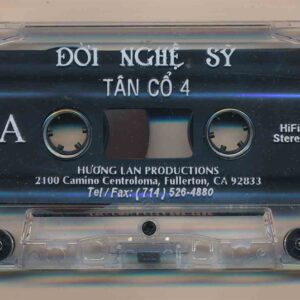 ĐỜI NGHỆ SY
TÂN CỔ 4
A
HiFi
Stereo
HƯƠNG LAN PRODUCTIONS
2100 Camino Centroloma, Fullerton, CA 92833
Tel/Fax: (714) 526-4880